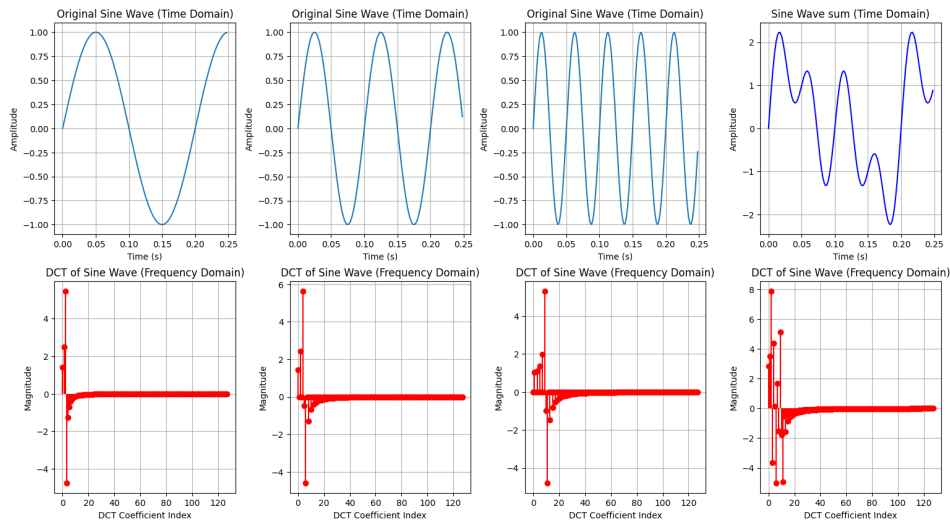 Original Sine Wave (Time Domain)
Original Sine Wave (Time Domain)
Original Sine Wave (Time Domain)
Sine Wave sum (Time Domain)
Amplitude
1.00
0.75
0.50
0.25
0.00
−0.25
−0.50
−0.75
−1.00
0.00 0.05 0.10 0.15 0.20 0.25
Time (s)
Amplitude
1.00
0.75
0.50
0.25
0.00
−0.25
−0.50
−0.75
−1.00
0.00 0.05 0.10 0.15 0.20 0.25
Time (s)
Amplitude
1.00
0.75
0.50
0.25
0.00
−0.25
−0.50
−0.75
−1.00
0.00 0.05 0.10 0.15 0.20 0.25
Time (s)
Amplitude
2
1
0
−1
−2
0.00 0.05 0.10 0.15 0.20 0.25
Time (s)
DCT of Sine Wave (Frequency Domain)
DCT of Sine Wave (Frequency Domain)
DCT of Sine Wave (Frequency Domain)
DCT of Sine Wave (Frequency Domain)
Magnitude
4
2
0
−2
−4
0 20 40 60 80 100 120
DCT Coefficient Index
Magnitude
6
4
2
0
−2
−4
0 20 40 60 80 100 120
DCT Coefficient Index
Magnitude
4
2
0
−2
−4
0 20 40 60 80 100 120
DCT Coefficient Index
Magnitude
8
6
4
2
0
−2
−4
0 20 40 60 80 100 120
DCT Coefficient Index